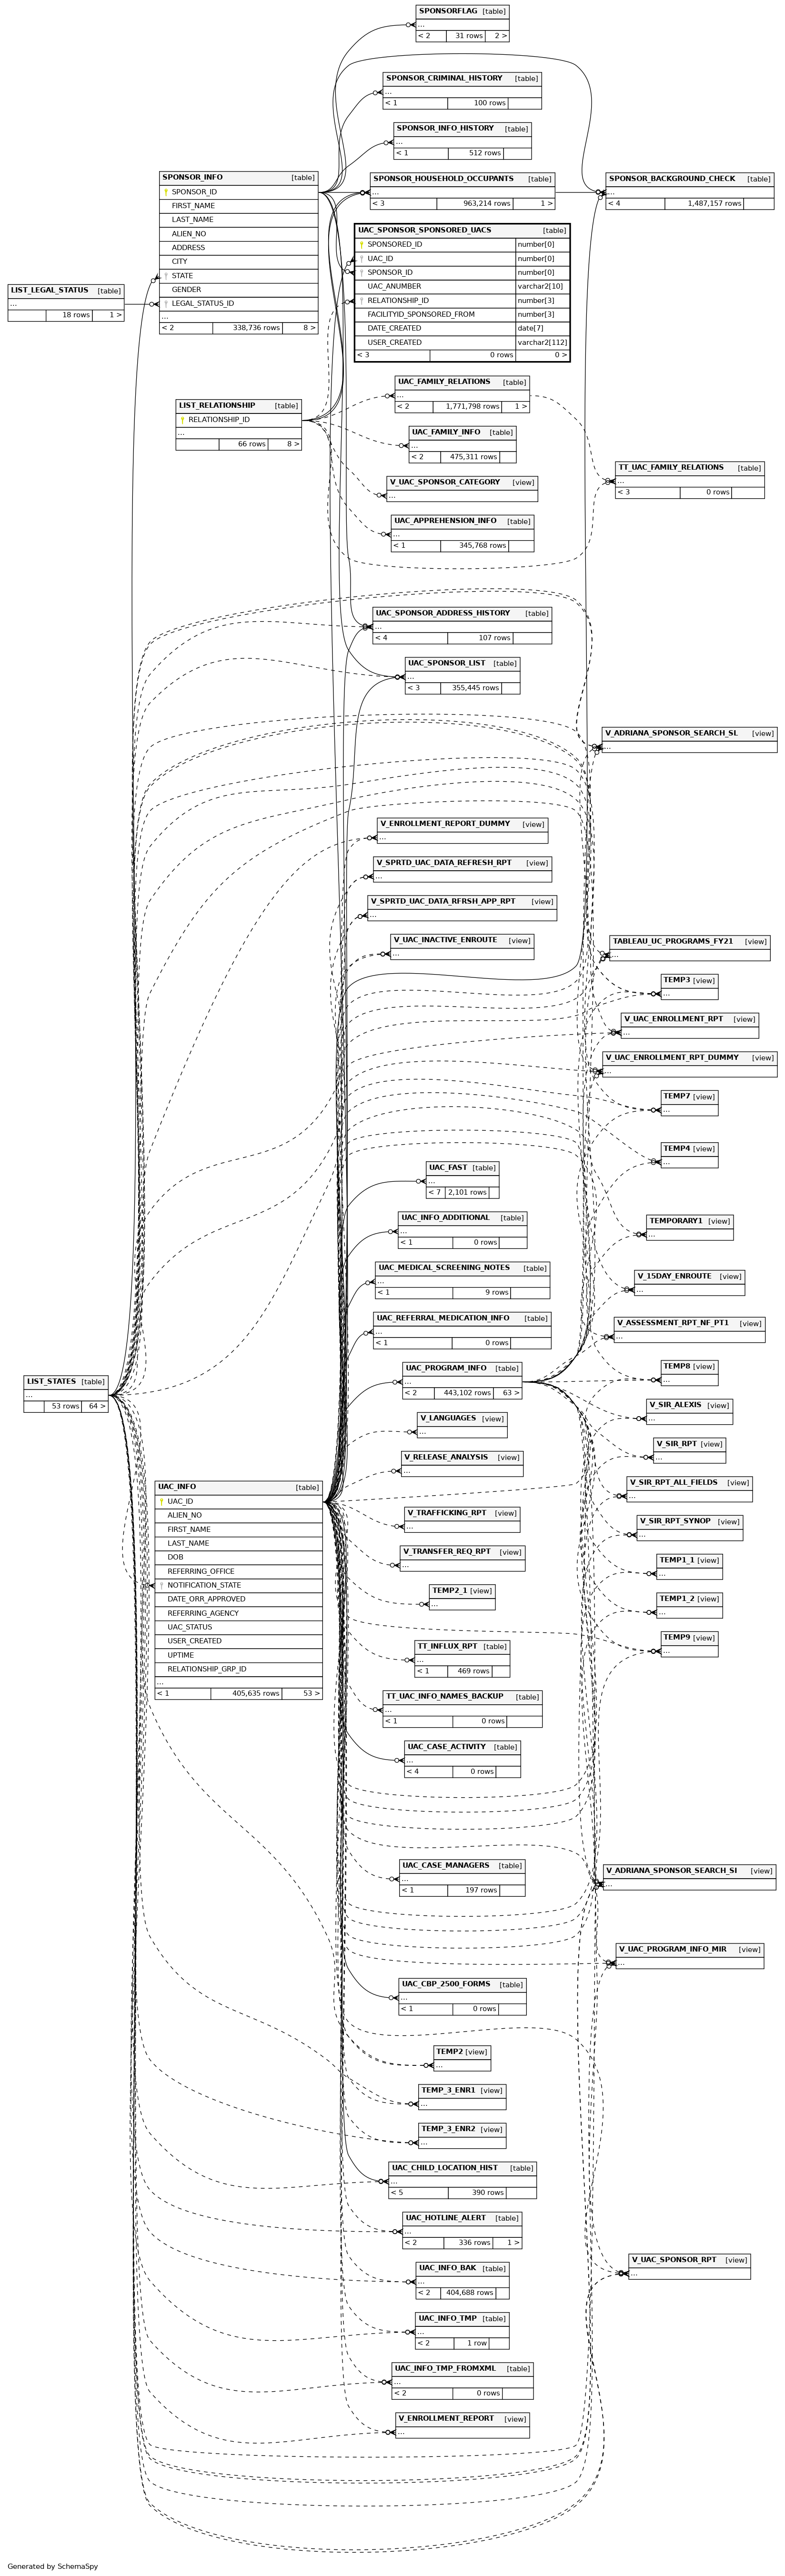 SPONSORFLAG [table]
...
< 2 31 rows 2 >
SPONSOR_CRIMINAL_HISTORY [table]
...
< 1 100 rows
SPONSOR_INFO_HISTORY [table]
...
< 1 512 rows
SPONSOR_INFO [table]
SPONSOR_ID
FIRST_NAME
LAST_NAME
ALIEN_NO
ADDRESS
CITY
STATE
GENDER
LEGAL_STATUS_ID
...
< 2 338,736 rows 8 >
SPONSOR_HOUSEHOLD_OCCUPANTS [table]
...
< 3 963,214 rows 1 >
SPONSOR_BACKGROUND_CHECK [table]
...
< 4 1,487,157 rows
UAC_SPONSOR_SPONSORED_UACS [table]
SPONSORED_ID number[0]
UAC_ID number[0]
SPONSOR_ID number[0]
UAC_ANUMBER varchar2[10]
RELATIONSHIP_ID number[3]
FACILITYID_SPONSORED_FROM number[3]
DATE_CREATED date[7]
USER_CREATED varchar2[112]
< 3 0 rows 0 >
LIST_LEGAL_STATUS [table]
...
18 rows 1 >
UAC_FAMILY_RELATIONS [table]
...
< 2 1,771,798 rows 1 >
LIST_RELATIONSHIP [table]
RELATIONSHIP_ID
...
66 rows 8 >
UAC_FAMILY_INFO [table]
...
< 2 475,311 rows
TT_UAC_FAMILY_RELATIONS [table]
...
< 3 0 rows
V_UAC_SPONSOR_CATEGORY [view]
...
UAC_APPREHENSION_INFO [table]
...
< 1 345,768 rows
UAC_SPONSOR_ADDRESS_HISTORY [table]
...
< 4 107 rows
UAC_SPONSOR_LIST [table]
...
< 3 355,445 rows
V_ADRIANA_SPONSOR_SEARCH_SL [view]
...
V_ENROLLMENT_REPORT_DUMMY [view]
...
V_SPRTD_UAC_DATA_REFRESH_RPT [view]
...
V_SPRTD_UAC_DATA_RFRSH_APP_RPT [view]
...
V_UAC_INACTIVE_ENROUTE [view]
...
TABLEAU_UC_PROGRAMS_FY21 [view]
...
TEMP3 [view]
...
V_UAC_ENROLLMENT_RPT [view]
...
V_UAC_ENROLLMENT_RPT_DUMMY [view]
...
TEMP7 [view]
...
TEMP4 [view]
...
UAC_FAST [table]
...
< 7 2,101 rows
UAC_INFO_ADDITIONAL [table]
...
< 1 0 rows
TEMPORARY1 [view]
...
UAC_MEDICAL_SCREENING_NOTES [table]
...
< 1 9 rows
V_15DAY_ENROUTE [view]
...
UAC_REFERRAL_MEDICATION_INFO [table]
...
< 1 0 rows
V_ASSESSMENT_RPT_NF_PT1 [view]
...
UAC_PROGRAM_INFO [table]
...
< 2 443,102 rows 63 >
TEMP8 [view]
...
LIST_STATES [table]
...
53 rows 64 >
V_SIR_ALEXIS [view]
...
V_LANGUAGES [view]
...
V_SIR_RPT [view]
...
V_RELEASE_ANALYSIS [view]
...
V_SIR_RPT_ALL_FIELDS [view]
...
UAC_INFO [table]
UAC_ID
ALIEN_NO
FIRST_NAME
LAST_NAME
DOB
REFERRING_OFFICE
NOTIFICATION_STATE
DATE_ORR_APPROVED
REFERRING_AGENCY
UAC_STATUS
USER_CREATED
UPTIME
RELATIONSHIP_GRP_ID
...
< 1 405,635 rows 53 >
V_TRAFFICKING_RPT [view]
...
V_SIR_RPT_SYNOP [view]
...
V_TRANSFER_REQ_RPT [view]
...
TEMP1_1 [view]
...
TEMP2_1 [view]
...
TEMP1_2 [view]
...
TEMP9 [view]
...
TT_INFLUX_RPT [table]
...
< 1 469 rows
TT_UAC_INFO_NAMES_BACKUP [table]
...
< 1 0 rows
UAC_CASE_ACTIVITY [table]
...
< 4 0 rows
UAC_CASE_MANAGERS [table]
...
< 1 197 rows
V_ADRIANA_SPONSOR_SEARCH_SI [view]
...
V_UAC_PROGRAM_INFO_MIR [view]
...
UAC_CBP_2500_FORMS [table]
...
< 1 0 rows
TEMP2 [view]
...
TEMP_3_ENR1 [view]
...
TEMP_3_ENR2 [view]
...
UAC_CHILD_LOCATION_HIST [table]
...
< 5 390 rows
UAC_HOTLINE_ALERT [table]
...
< 2 336 rows 1 >
V_UAC_SPONSOR_RPT [view]
...
UAC_INFO_BAK [table]
...
< 2 404,688 rows
UAC_INFO_TMP [table]
...
< 2 1 row
UAC_INFO_TMP_FROMXML [table]
...
< 2 0 rows
V_ENROLLMENT_REPORT [view]
...
Generated by SchemaSpy